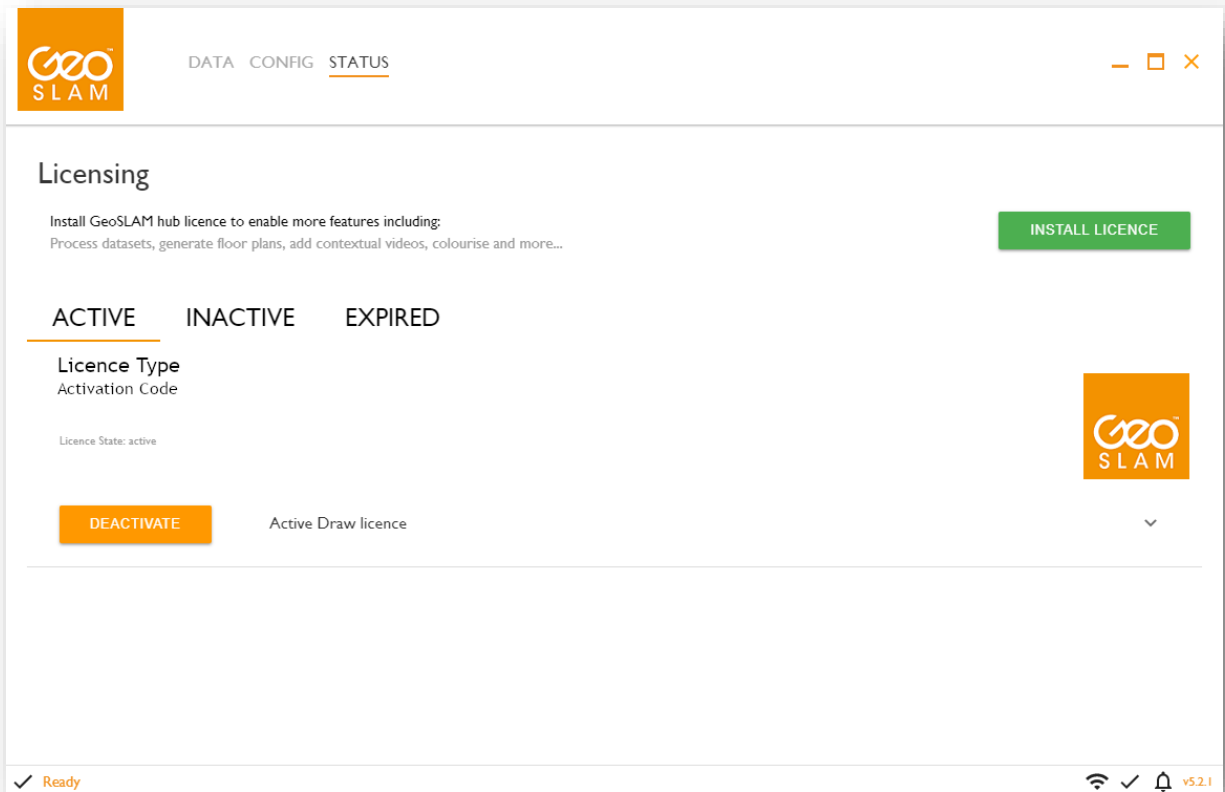 GEO™
SLAM
DATA CONFIG STATUS
Licensing
Install GeoSLAM hub licence to enable more features including:
Process datasets, generate floor plans, add contextual videos, colourise and more...
INSTALL LICENCE
ACTIVE INACTIVE EXPIRED
Licence Type
Activation Code
Licence State: active
GEO™
SLAM
DEACTIVATE Active Draw licence
Ready v5.2.1